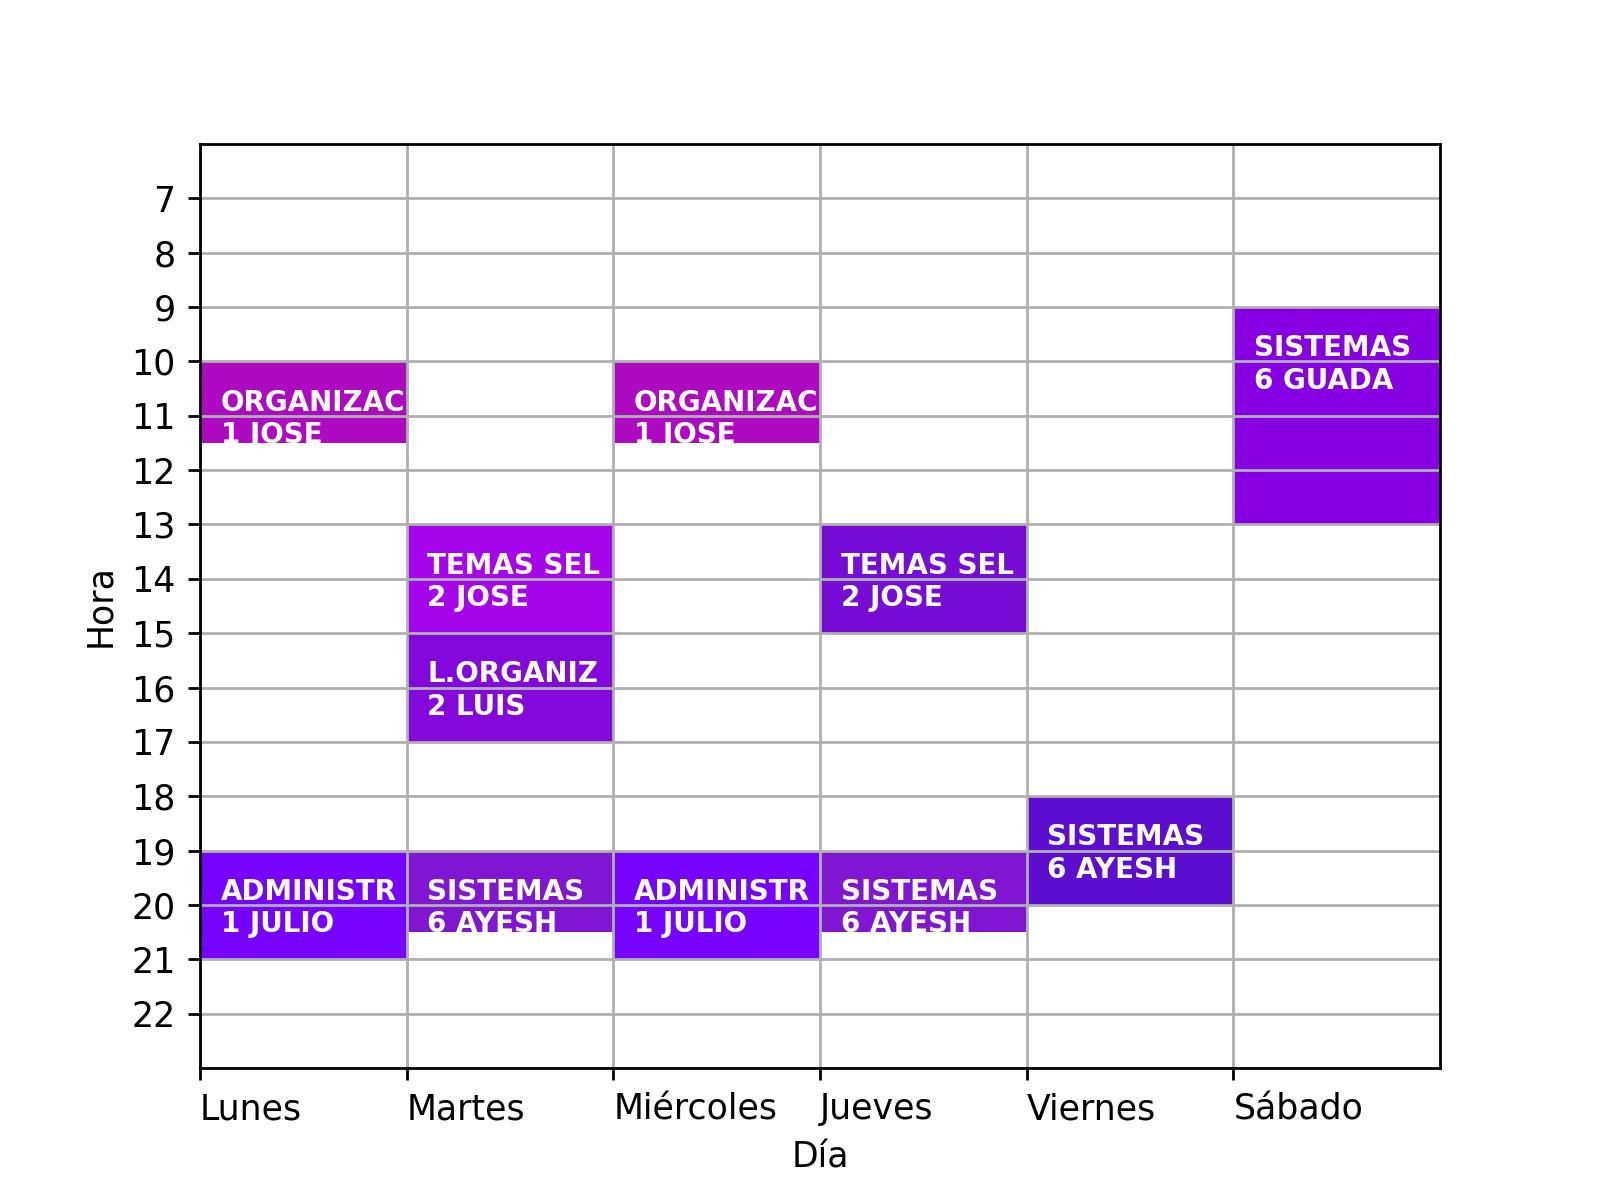 7
8
9
SISTEMAS
6 GUADA
10
ORGANIZAC
1 JOSE
ORGANIZAC
1 JOSE
11
12
13
TEMAS SEL
2 JOSE
TEMAS SEL
2 JOSE
14
Hora
15
L.ORGANIZ
2 LUIS
16
17
18
SISTEMAS
6 AYESH
19
ADMINISTR
1 JULIO
SISTEMAS
6 AYESH
ADMINISTR
1 JULIO
SISTEMAS
6 AYESH
20
21
22
Lunes Martes Miércoles Jueves Viernes Sábado
Día